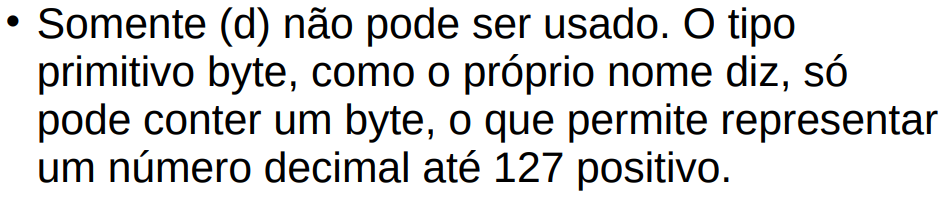 • Somente (d) não pode ser usado. O tipo
primitivo byte, como o próprio nome diz, só
pode conter um byte, o que permite representar
um número decimal até 127 positivo.